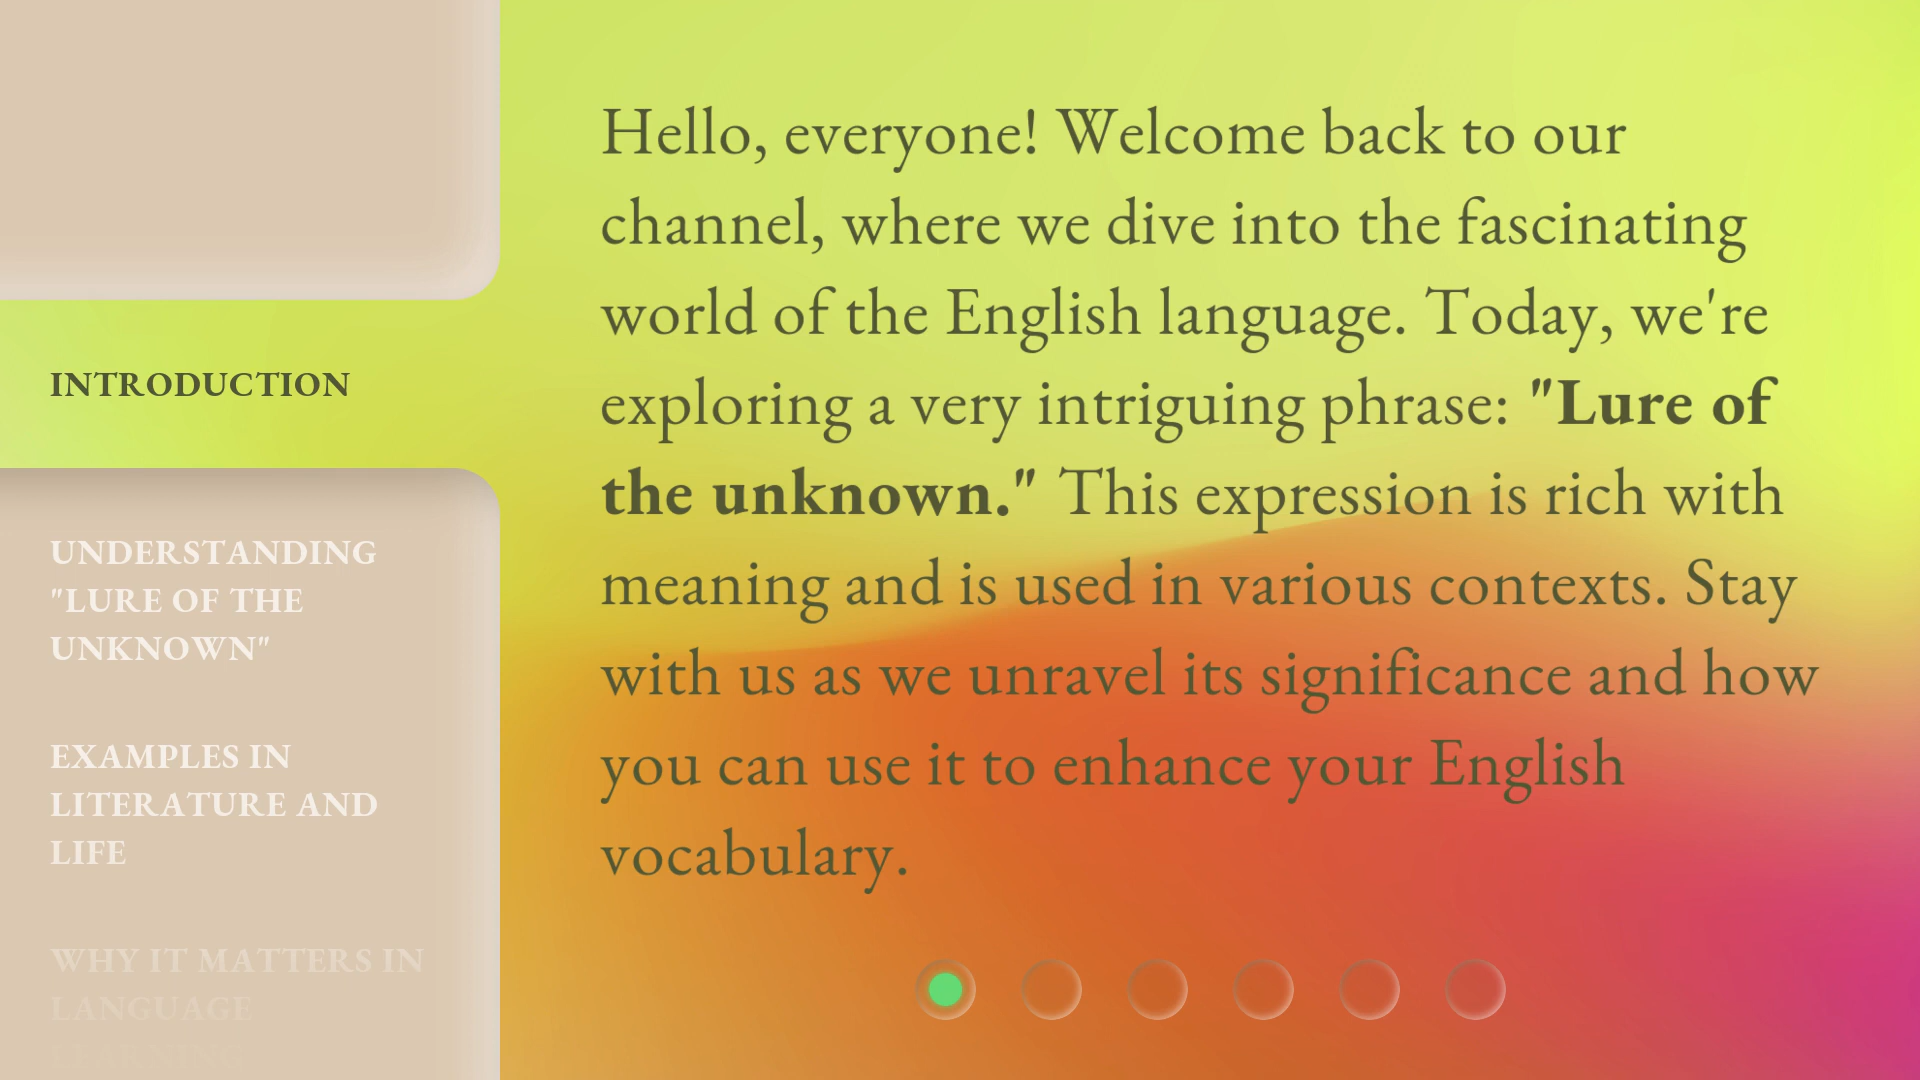 INTRODUCTION
UNDERSTANDING
"LURE OF THE
UNKNOWN"
EXAMPLES IN
LITERATURE AND
LIFE
WHY IT MATTERS IN
LANGUAGE
LEARNING
Hello, everyone! Welcome back to our
channel, where we dive into the fascinating
world of the English language. Today, we're
exploring a very intriguing phrase: "Lure of
the unknown." This expression is rich with
meaning and is used in various contexts. Stay
with us as we unravel its significance and how
you can use it to enhance your English
vocabulary.